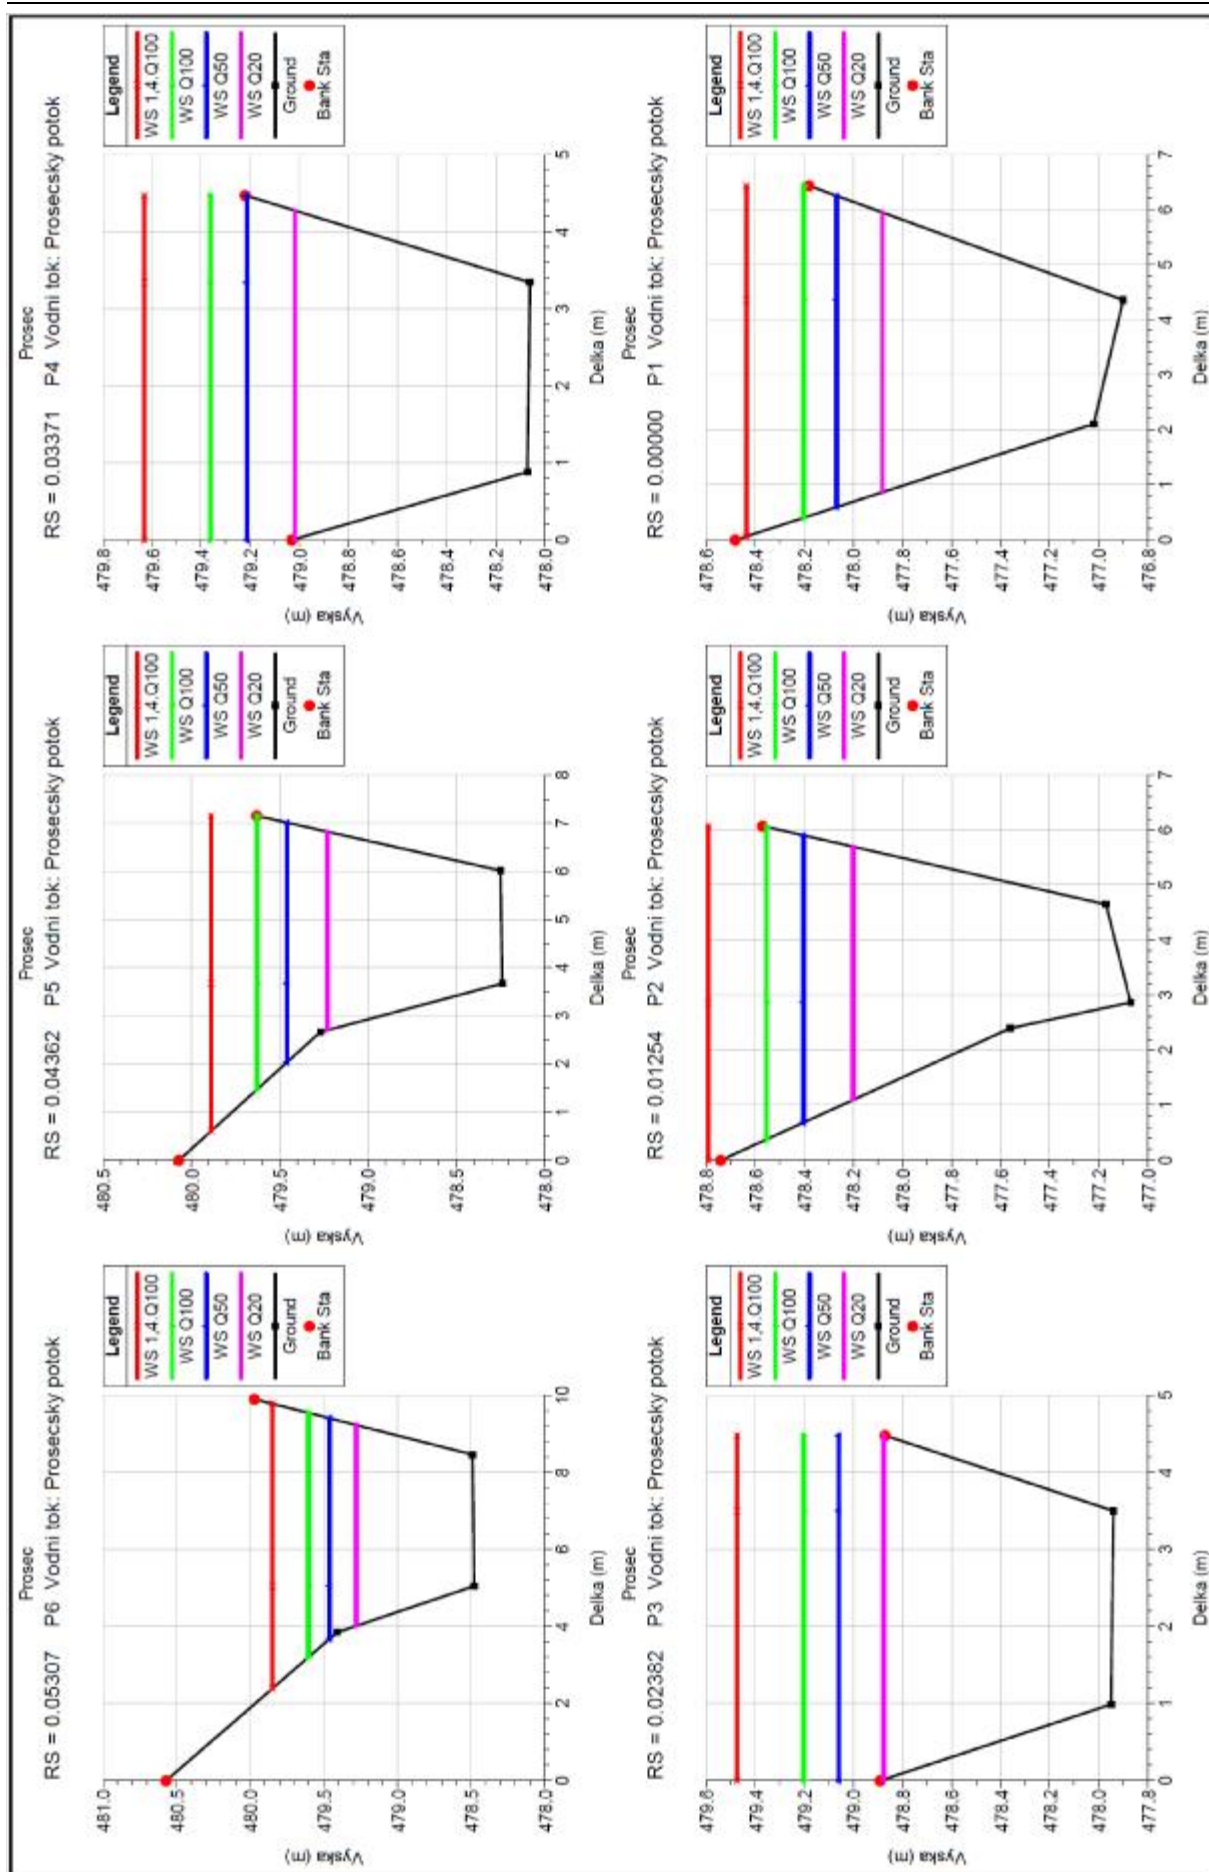 Prosec
RS = 0.05307 P6 Vodni tok: Prosecsky potok
Vyska (m)
481.0
480.5
480.0
479.5
479.0
478.5
478.0
0 2 4 6 8 10
Delka (m)
Legend
WS 1,4.Q100
WS Q100
WS Q50
WS Q20
Ground
Bank Sta
Prosec
RS = 0.04362 P5 Vodni tok: Prosecsky potok
Vyska (m)
480.5
480.0
479.5
479.0
478.5
478.0
0 1 2 3 4 5 6 7 8
Delka (m)
Legend
WS 1,4.Q100
WS Q100
WS Q50
WS Q20
Ground
Bank Sta
Prosec
RS = 0.03371 P4 Vodni tok: Prosecsky potok
Vyska (m)
479.8
479.6
479.4
479.2
479.0
478.8
478.6
478.4
478.2
478.0
0 1 2 3 4 5
Delka (m)
Legend
WS 1,4.Q100
WS Q100
WS Q50
WS Q20
Ground
Bank Sta
Prosec
RS = 0.02382 P3 Vodni tok: Prosecsky potok
Vyska (m)
479.6
479.4
479.2
479.0
478.8
478.6
478.4
478.2
478.0
477.8
0 1 2 3 4 5
Delka (m)
Legend
WS 1,4.Q100
WS Q100
WS Q50
WS Q20
Ground
Bank Sta
Prosec
RS = 0.01254 P2 Vodni tok: Prosecsky potok
Vyska (m)
478.8
478.6
478.4
478.2
478.0
477.8
477.6
477.4
477.2
477.0
0 1 2 3 4 5 6 7
Delka (m)
Legend
WS 1,4.Q100
WS Q100
WS Q50
WS Q20
Ground
Bank Sta
Prosec
RS = 0.00000 P1 Vodni tok: Prosecsky potok
Vyska (m)
478.6
478.4
478.2
478.0
477.8
477.6
477.4
477.2
477.0
476.8
0 1 2 3 4 5 6 7
Delka (m)
Legend
WS 1,4.Q100
WS Q100
WS Q50
WS Q20
Ground
Bank Sta